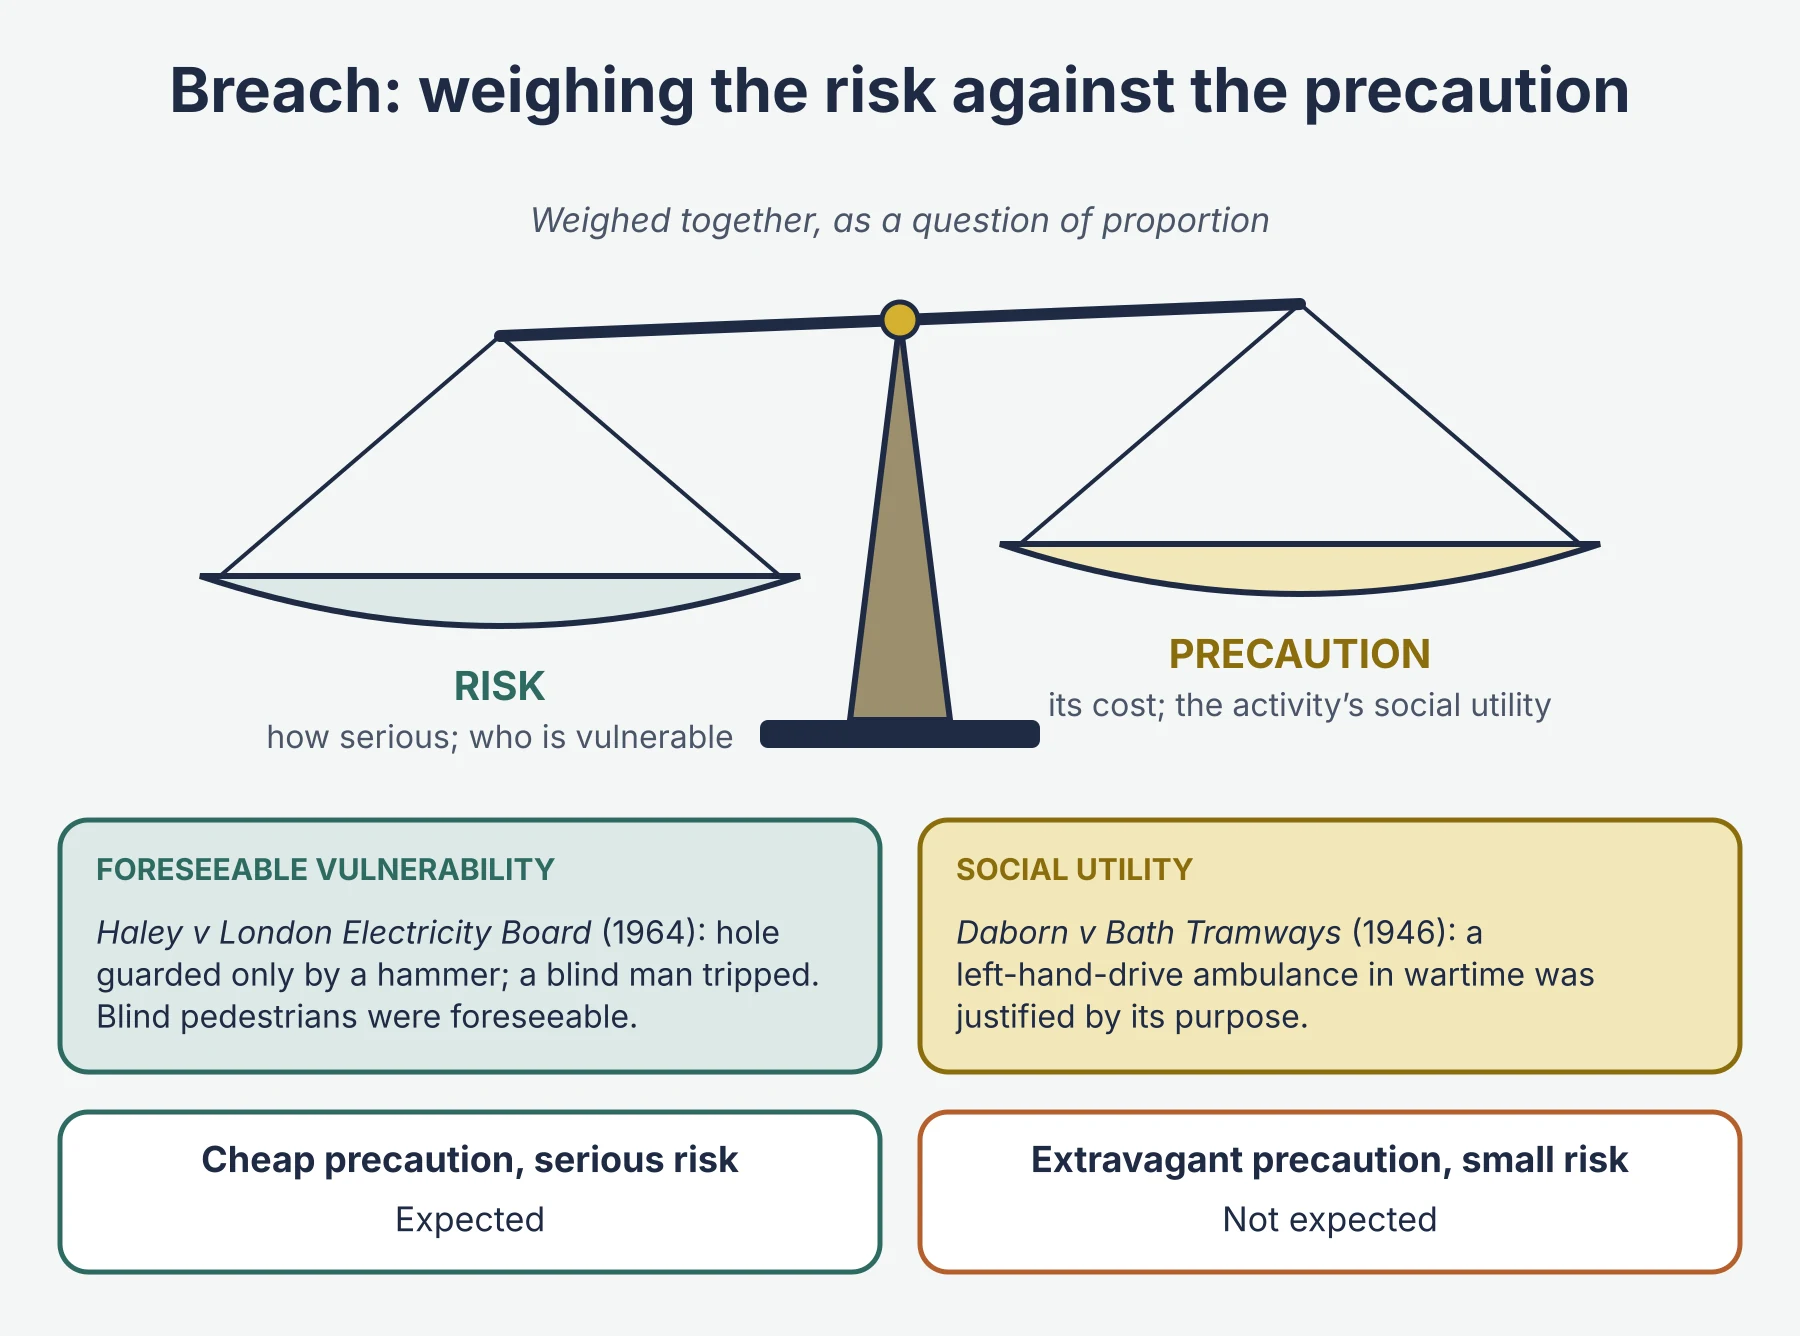 Breach: weighing the risk against the precaution
Weighed together, as a question of proportion
RISK
how serious; who is vulnerable
PRECAUTION
its cost; the activity’s social utility
FORESEEABLE VULNERABILITY
Haley v London Electricity Board (1964): hole
guarded only by a hammer; a blind man tripped.
Blind pedestrians were foreseeable.
SOCIAL UTILITY
Daborn v Bath Tramways (1946): a
left-hand-drive ambulance in wartime was
justified by its purpose.
Cheap precaution, serious risk
Expected
Extravagant precaution, small risk
Not expected